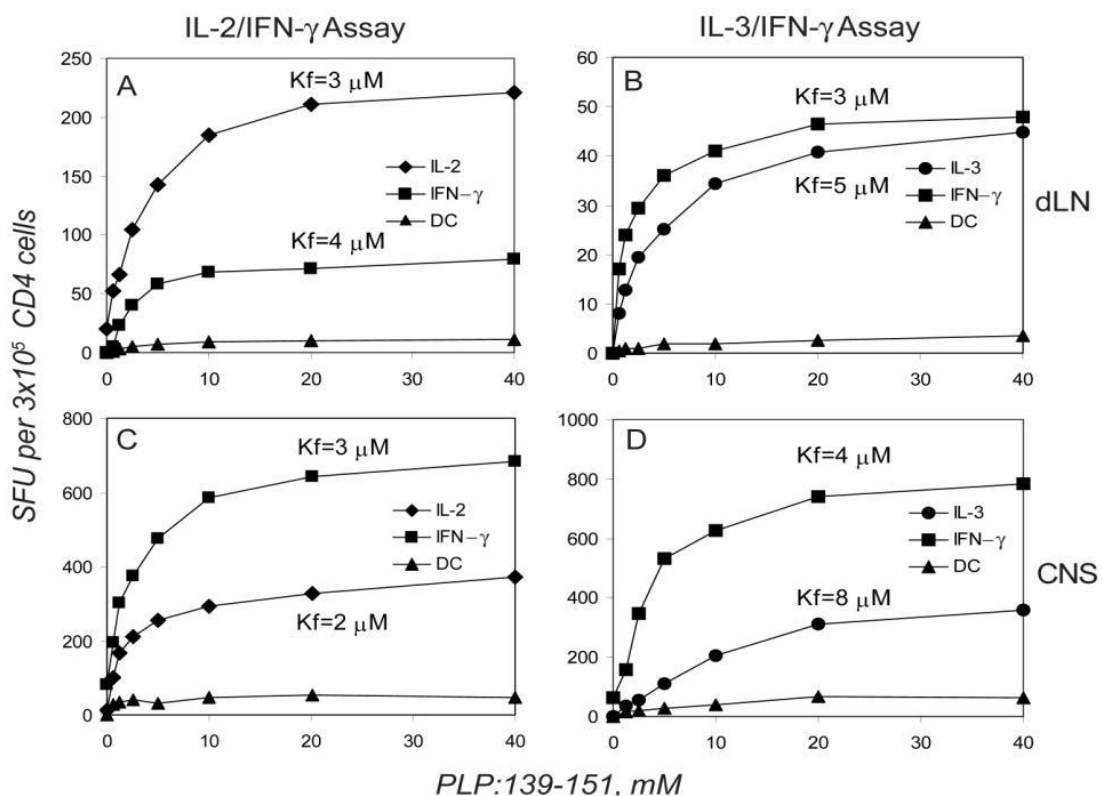 IL-2/IFN-γ Assay
IL-3/IFN-γ Assay
SFU per 3x10⁵ CD4 cells
A
Kf=3 μM
Kf=4 μM
IL-2
IFN-γ
DC
250
200
150
100
50
0
0 10 20 30 40
B
Kf=3 μM
Kf=5 μM
IL-3
IFN-γ
DC
60
50
40
30
20
10
0
0 10 20 30 40
dLN
C
Kf=3 μM
Kf=2 μM
IL-2
IFN-γ
DC
800
600
400
200
0
0 10 20 30 40
D
Kf=4 μM
Kf=8 μM
IL-3
IFN-γ
DC
1000
800
600
400
200
0
0 10 20 30 40
CNS
PLP:139-151, mM